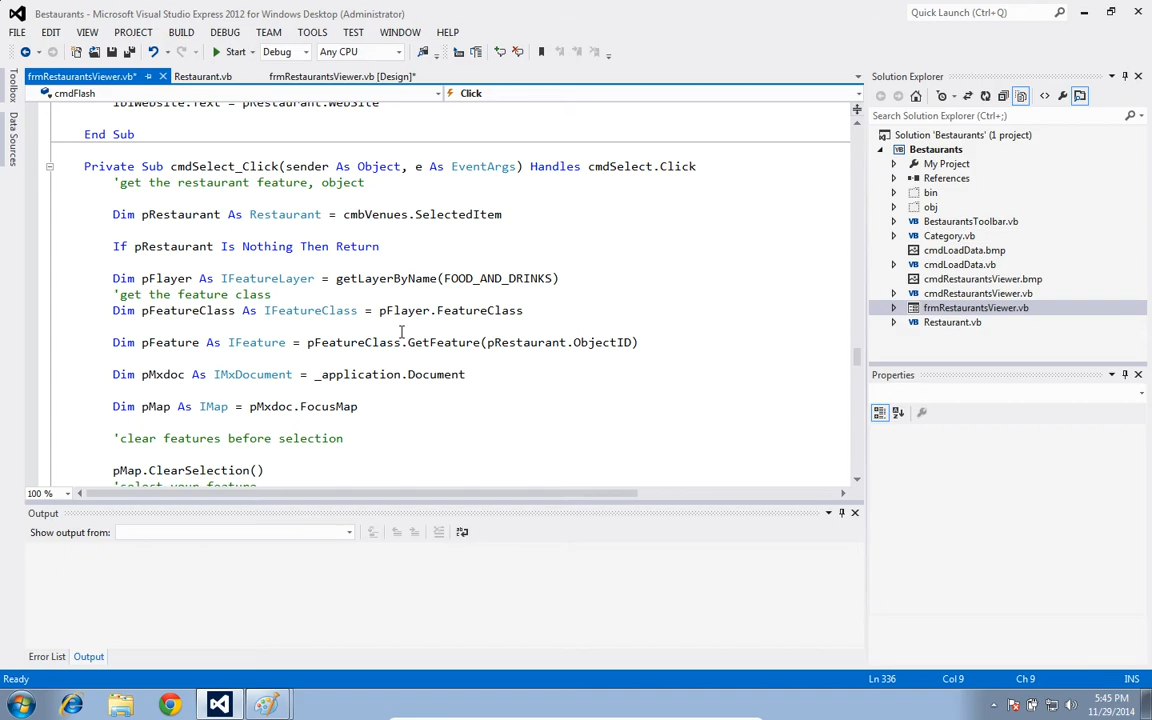 Bestaurants - Microsoft Visual Studio Express 2012 for Windows Desktop (Administrator)
Quick Launch (Ctrl+Q)
FILE EDIT VIEW PROJECT BUILD DEBUG TEAM TOOLS TEST WINDOW HELP
Start Debug Any CPU
Toolbox
Data Sources
frmRestaurantsViewer.vb* Restaurant.vb frmRestaurantsViewer.vb [Design]*
cmdFlash Click
lblWebsite.Text = pRestaurant.Website
End Sub
Private Sub cmdSelect_Click(sender As Object, e As EventArgs) Handles cmdSelect.Click
'get the restaurant feature, object
Dim pRestaurant As Restaurant = cmbVenues.SelectedItem
If pRestaurant Is Nothing Then Return
Dim pFlayer As IFeatureLayer = getLayerByName(FOOD_AND_DRINKS)
'get the feature class
Dim pFeatureClass As IFeatureClass = pFlayer.FeatureClass
Dim pFeature As IFeature = pFeatureClass.GetFeature(pRestaurant.ObjectID)
Dim pMxdoc As IMxDocument = _application.Document
Dim pMap As IMap = pMxdoc.FocusMap
'clear features before selection
pMap.ClearSelection()
'select your feature
100 %
Output
Show output from:
Error List Output
Solution Explorer
Search Solution Explorer (Ctrl+;)
Solution 'Bestaurants' (1 project)
Bestaurants
My Project
References
bin
obj
BestaurantsToolbar.vb
Category.vb
cmdLoadData.bmp
cmdLoadData.vb
cmdRestaurantsViewer.bmp
cmdRestaurantsViewer.vb
frmRestaurantsViewer.vb
Restaurant.vb
Properties
Ready Ln 336 Col 9 Ch 9 INS
5:45 PM
11/29/2014